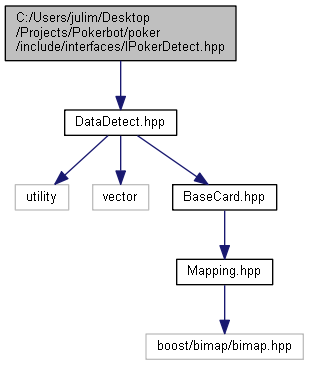 C:/Users/julim/Desktop
/Projects/Pokerbot/poker
/include/interfaces/IPokerDetect.hpp
DataDetect.hpp
utility
vector
BaseCard.hpp
Mapping.hpp
boost/bimap/bimap.hpp